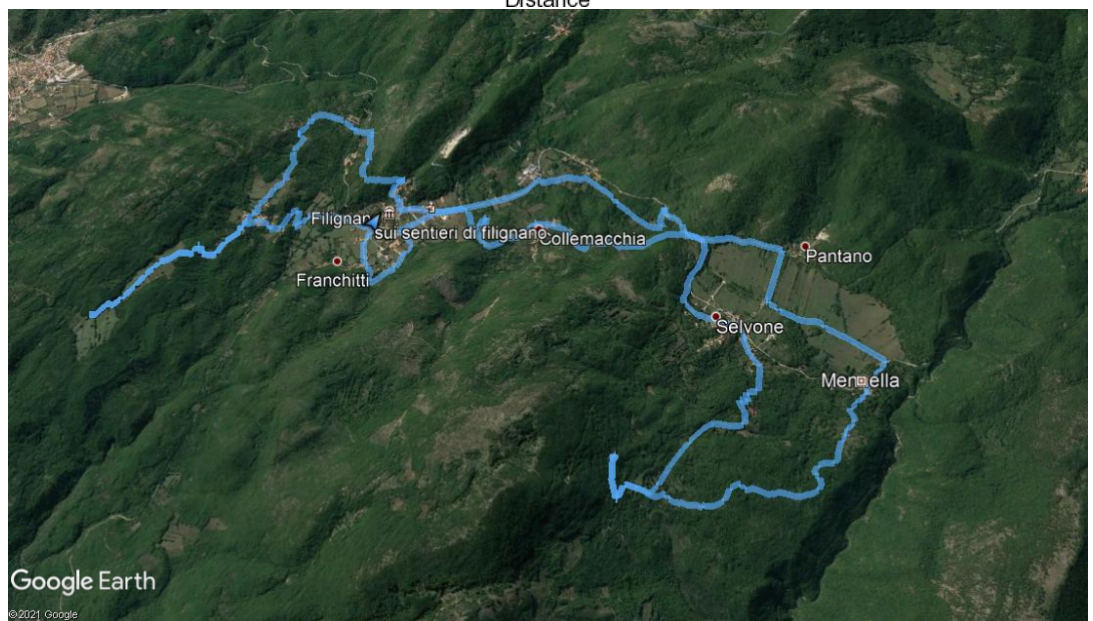 Distance
Filignan
sui sentieri di filignano
Collemacchia
Pantano
Franchitti
Selvone
Mennella
Google Earth
©2021 Google